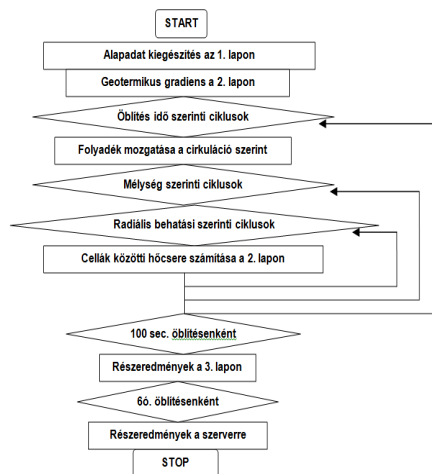 START
Alapadat kiegészítés az 1. lapon
Geotermikus gradiens a 2. lapon
Öblítés idő szerinti ciklusok
Folyadék mozgatása a cirkuláció szerint
Mélység szerinti ciklusok
Radiális behatási szerinti ciklusok
Cellák közötti hőcsere számítása a 2. lapon
100 sec. öblítésenként
Részeredmények a 3. lapon
6ó. öblítésenként
Részeredmények a szerverre
STOP